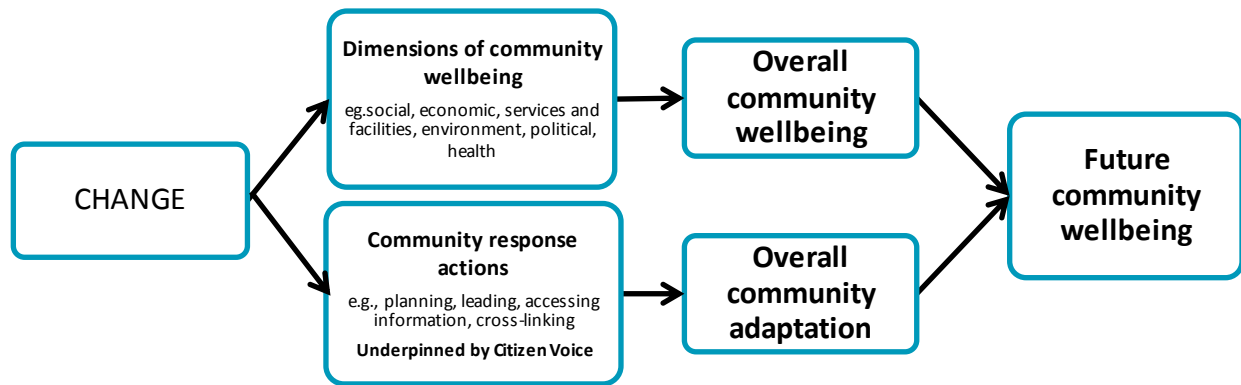 CHANGE
Dimensions of community
wellbeing
eg.social, economic, services and
facilities, environment, political,
health
Community response
actions
e.g., planning, leading, accessing
information, cross-linking
Underpinned by Citizen Voice
Overall
community
wellbeing
Overall
community
adaptation
Future
community
wellbeing